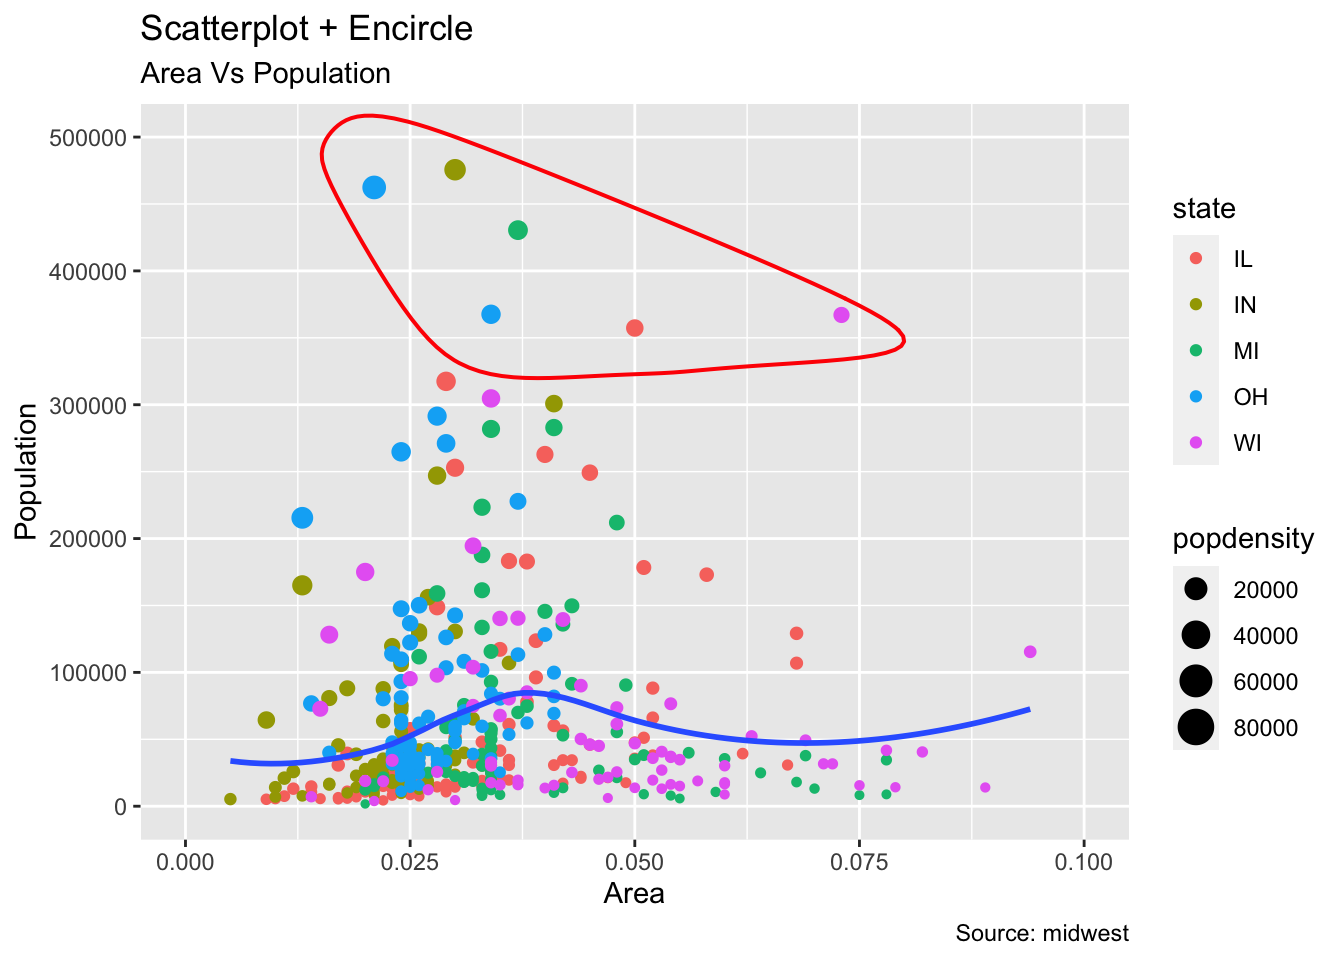 Scatterplot + Encircle
Area Vs Population
500000
400000
300000
200000
100000
0
Population
0.000
0.025
0.050
0.075
0.100
Area
state
IL
IN
MI
OH
WI
popdensity
20000
40000
60000
80000
Source: midwest